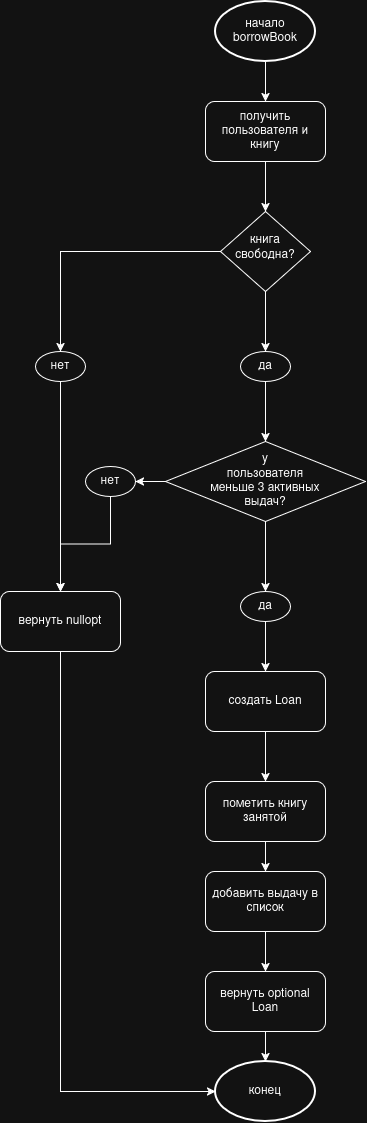 начало
borrowBook
получить
пользователя и
книгу
книга
свободна?
нет
да
у
пользователя
меньше 3 активных
выдач?
нет
да
вернуть nullopt
создать Loan
пометить книгу
занятой
добавить выдачу в
список
вернуть optional
Loan
конец